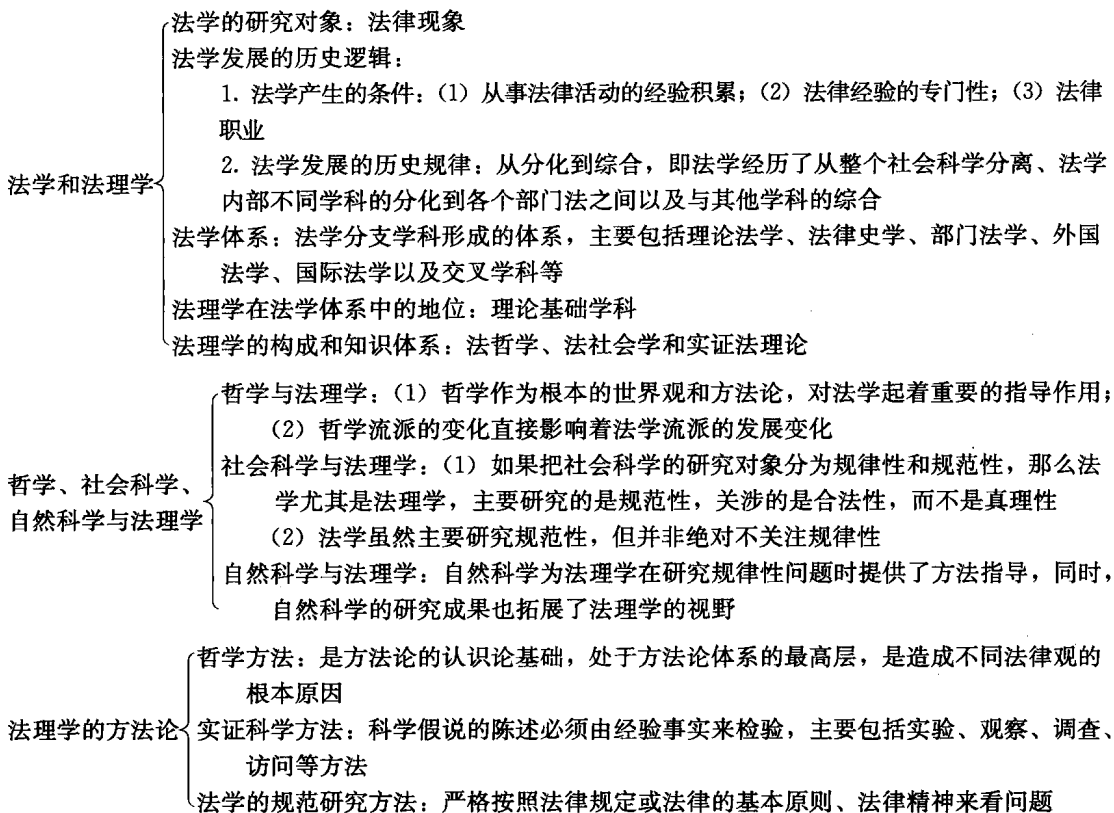 法学和法理学
法学的研究对象：法律现象
法学发展的历史逻辑：
1. 法学产生的条件：（1）从事法律活动的经验积累；（2）法律经验的专门性；（3）法律
职业
2. 法学发展的历史规律：从分化到综合，即法学经历了从整个社会科学分离、法学
内部不同学科的分化到各个部门法之间以及与其他学科的综合
法学体系：法学分支学科形成的体系，主要包括理论法学、法律史学、部门法学、外国
法学、国际法学以及交叉学科等
法理学在法学体系中的地位：理论基础学科
法理学的构成和知识体系：法哲学、法社会学和实证法理论
哲学、社会科学、
自然科学与法理学
哲学与法理学：（1）哲学作为根本的世界观和方法论，对法学起着重要的指导作用；
（2）哲学流派的变化直接影响着法学流派的发展变化
社会科学与法理学：（1）如果把社会科学的研究对象分为规律性和规范性，那么法
学尤其是法理学，主要研究的是规范性，关涉的是合法性，而不是真理性
（2）法学虽然主要研究规范性，但并非绝对不关注规律性
自然科学与法理学：自然科学为法理学在研究规律性问题时提供了方法指导，同时，
自然科学的研究成果也拓展了法理学的视野
法理学的方法论
哲学方法：是方法论的认识论基础，处于方法论体系的最高层，是造成不同法律观的
根本原因
实证科学方法：科学假说的陈述必须由经验事实来检验，主要包括实验、观察、调查、
访问等方法
法学的规范研究方法：严格按照法律规定或法律的基本原则、法律精神来看问题